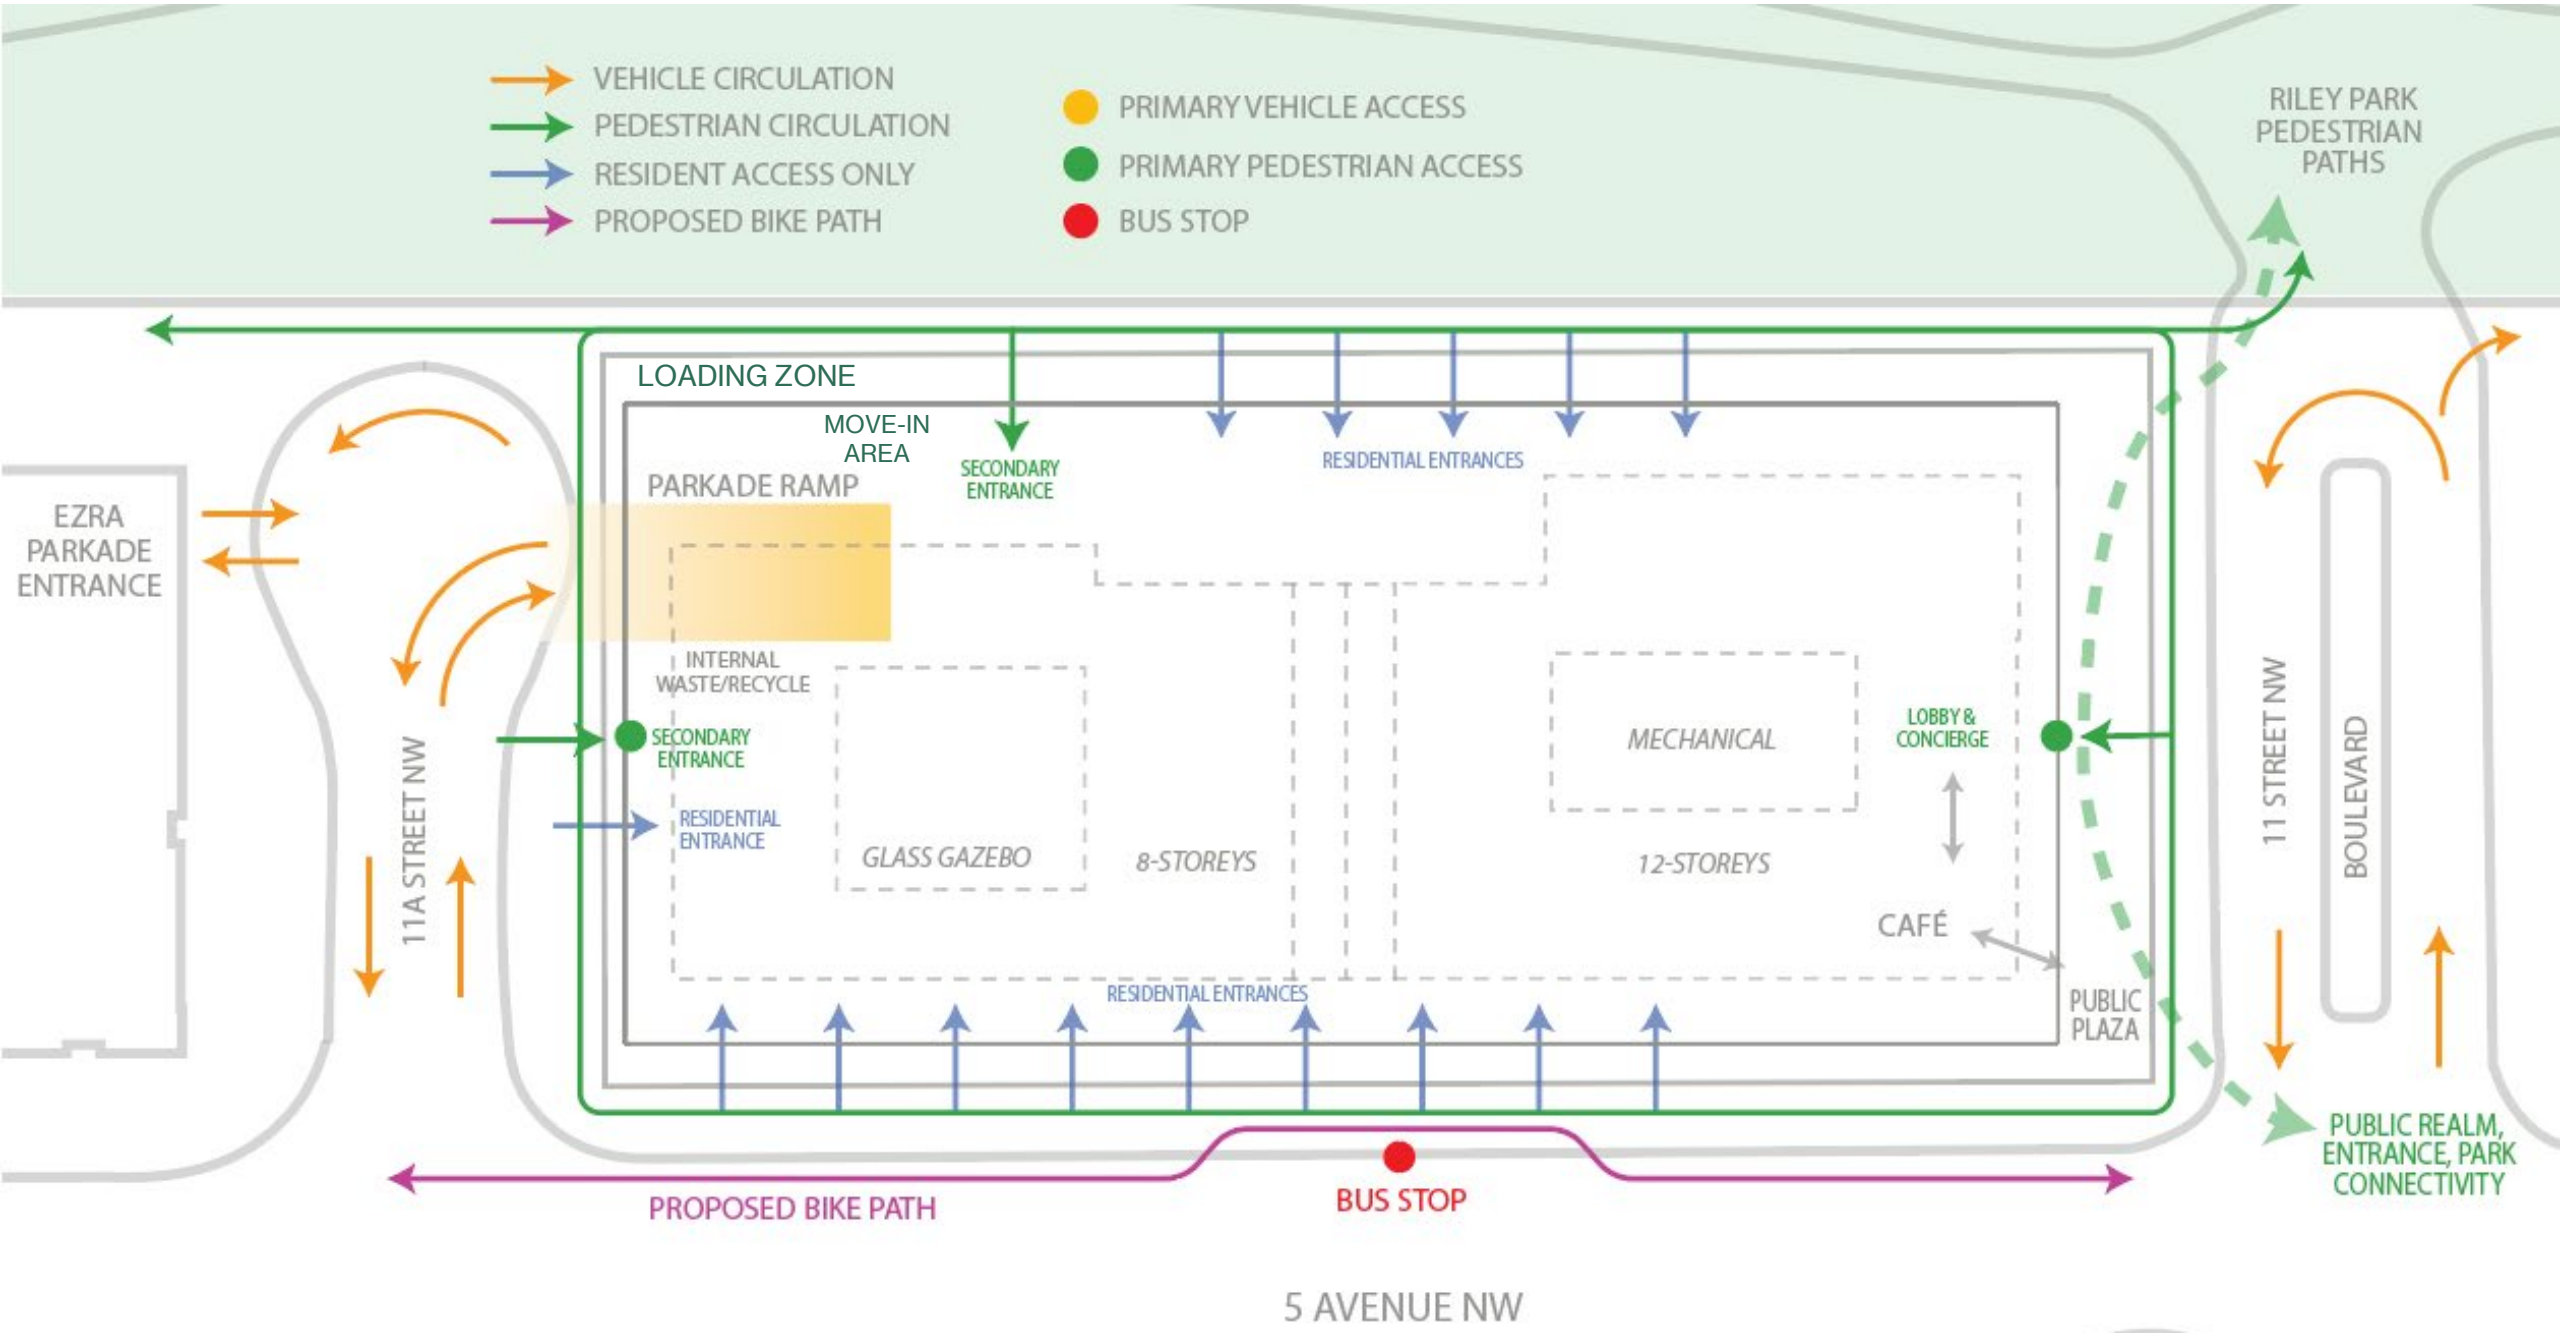 VEHICLE CIRCULATION
PEDESTRIAN CIRCULATION
RESIDENT ACCESS ONLY
PROPOSED BIKE PATH
PRIMARY VEHICLE ACCESS
PRIMARY PEDESTRIAN ACCESS
BUS STOP
RILEY PARK
PEDESTRIAN
PATHS
LOADING ZONE
MOVE-IN
AREA
SECONDARY
ENTRANCE
RESIDENTIAL ENTRANCES
PARKADE RAMP
EZRA
PARKADE
ENTRANCE
INTERNAL
WASTE/RECYCLE
SECONDARY
ENTRANCE
RESIDENTIAL
ENTRANCE
GLASS GAZEBO
8-STOREYS
MECHANICAL
12-STOREYS
LOBBY &
CONCIERGE
CAFÉ
11A STREET NW
11 STREET NW
BOULEVARD
RESIDENTIAL ENTRANCES
PUBLIC
PLAZA
PUBLIC REALM,
ENTRANCE, PARK
CONNECTIVITY
PROPOSED BIKE PATH
BUS STOP
5 AVENUE NW